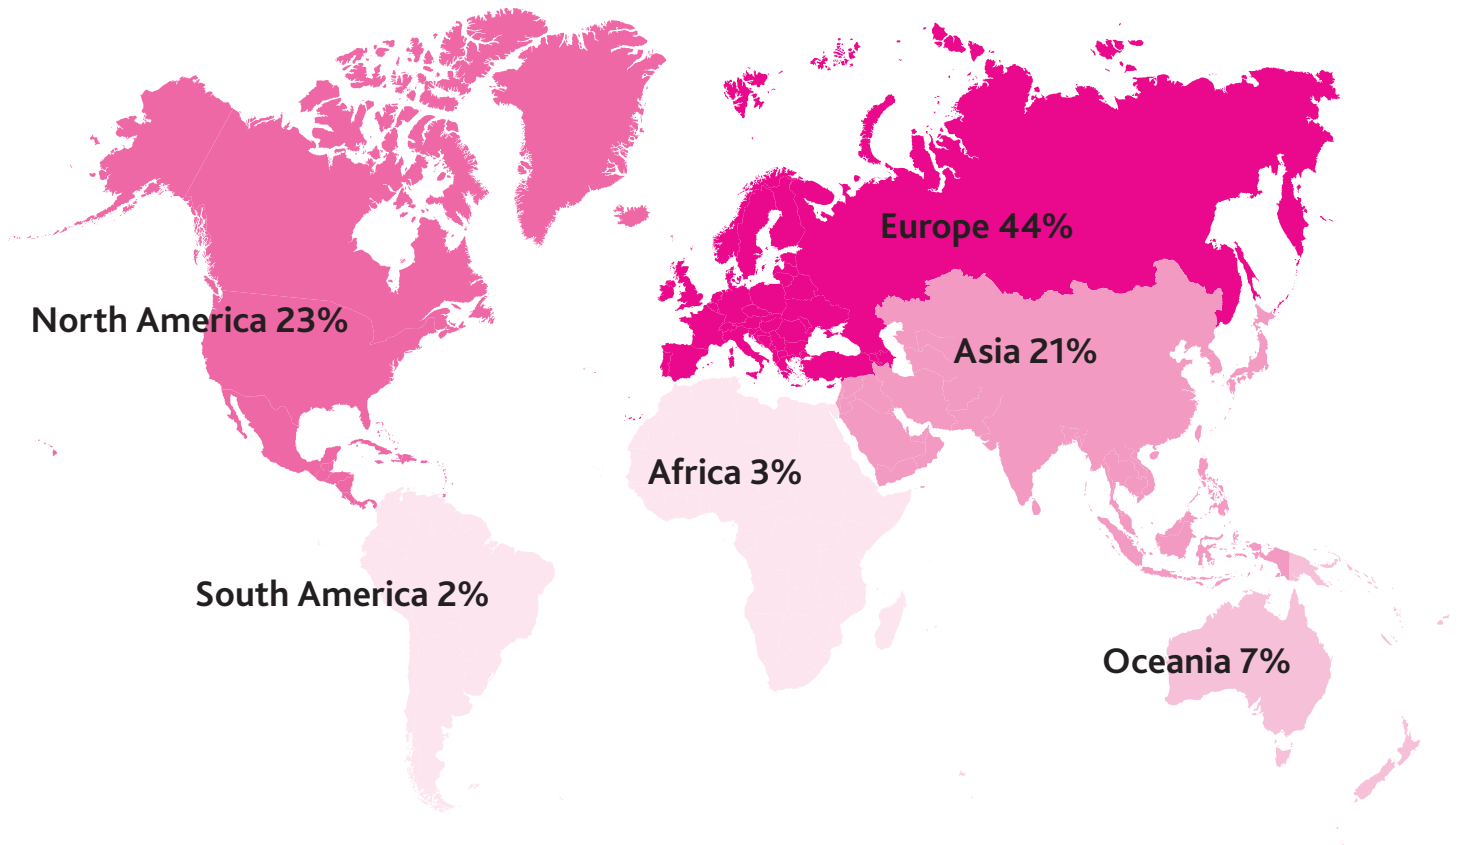 Europe 44%
North America 23%
Asia 21%
Africa 3%
South America 2%
Oceania 7%